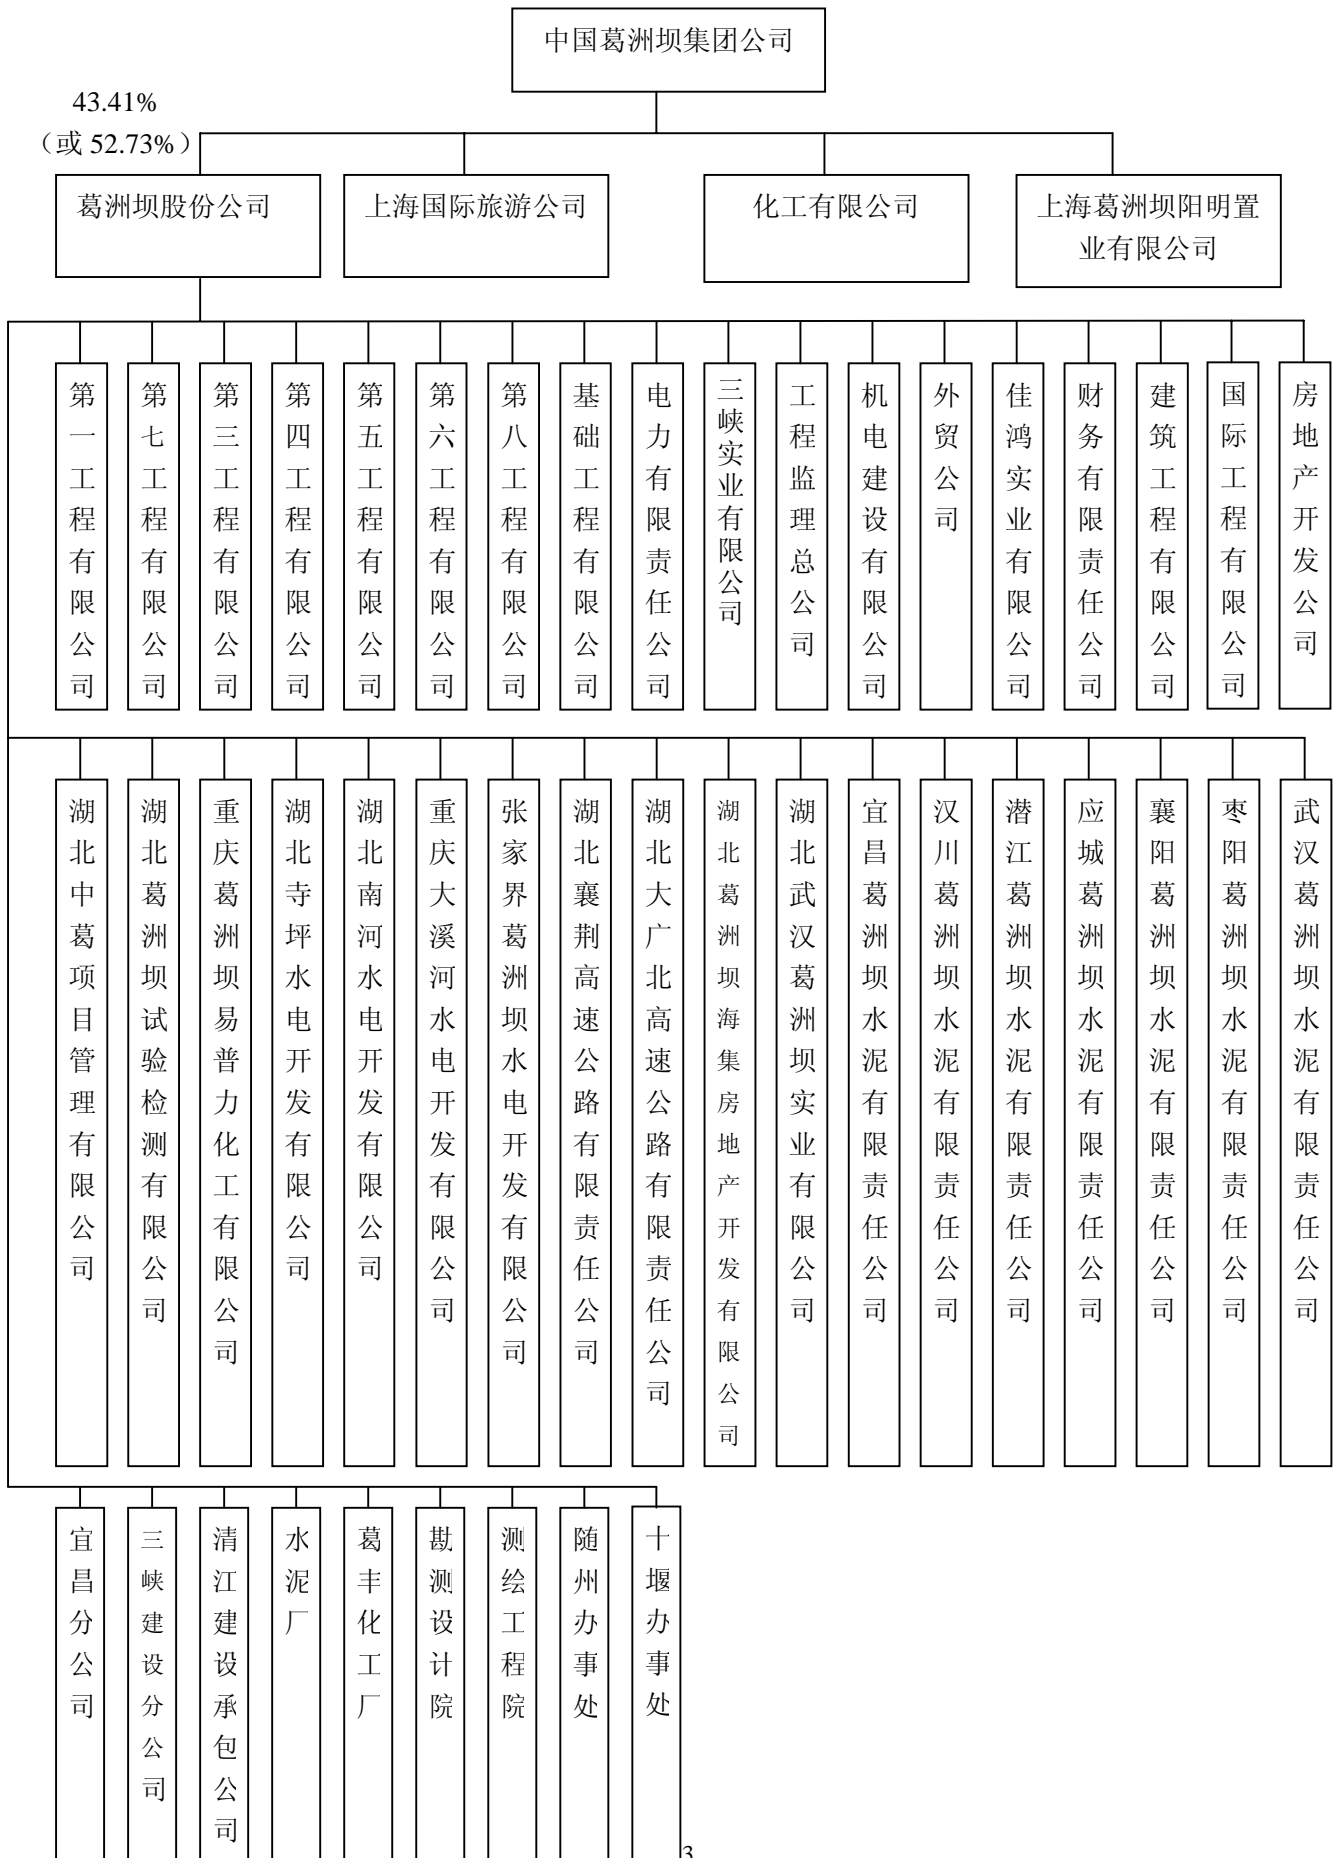 中国葛洲坝集团公司
43.41%
（或 52.73%）
葛洲坝股份公司
上海国际旅游公司
化工有限公司
上海葛洲坝阳明置
业有限公司
第一工程有限公司
第七工程有限公司
第三工程有限公司
第四工程有限公司
第五工程有限公司
第六工程有限公司
第八工程有限公司
基础工程有限公司
电力有限责任公司
三峡实业有限公司
工程监理总公司
机电建设有限公司
外贸公司
佳鸿实业有限公司
财务有限责任公司
建筑工程有限公司
国际工程有限公司
房地产开发公司
湖北中葛项目管理有限公司
湖北葛洲坝试验检测有限公司
重庆葛洲坝易普力化工有限公司
湖北寺坪水电开发有限公司
湖北南河水电开发有限公司
重庆大溪河水电开发有限公司
张家界葛洲坝水电开发有限公司
湖北襄荆高速公路有限责任公司
湖北大广北高速公路有限责任公司
湖北葛洲坝海集房地产开发有限公司
湖北武汉葛洲坝实业有限公司
宜昌葛洲坝水泥有限责任公司
汉川葛洲坝水泥有限责任公司
潜江葛洲坝水泥有限责任公司
应城葛洲坝水泥有限责任公司
襄阳葛洲坝水泥有限责任公司
枣阳葛洲坝水泥有限责任公司
武汉葛洲坝水泥有限责任公司
宜昌分公司
三峡建设分公司
清江建设承包公司
水泥厂
葛丰化工厂
勘测设计院
测绘工程院
随州办事处
十堰办事处
3